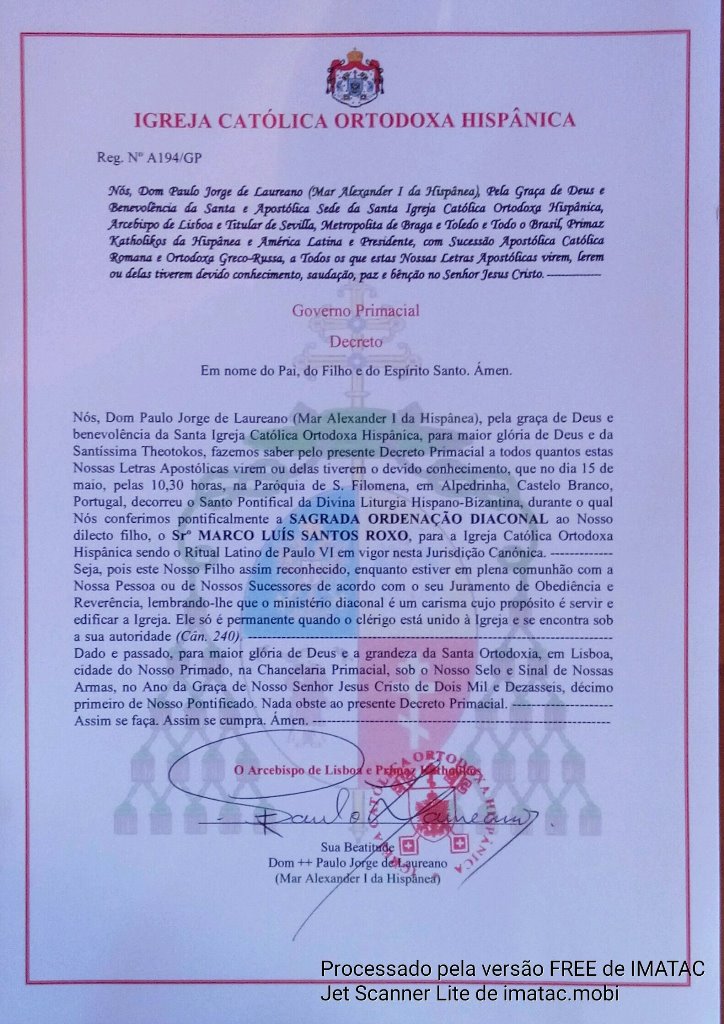 IGREJA CATÓLICA ORTODOXA HISPÂNICA
Reg. Nº A194/GP
Nós, Dom Paulo Jorge de Laureano (Mar Alexander I da Hispânea), Pela Graça de Deus e
Benevolência da Santa e Apostólica Sede da Santa Igreja Católica Ortodoxa Hispânica,
Arcebispo de Lisboa e Titular de Sevilla, Metropolita de Braga e Toledo e Todo o Brasil, Primaz
Katholikos da Hispânea e América Latina e Presidente, com Sucessão Apostólica Católica
Romana e Ortodoxa Greco-Russa, a Todos os que estas Nossas Letras Apostólicas virem, lerem
ou delas tiverem devido conhecimento, saudação, paz e bênção no Senhor Jesus Cristo. --------------
Governo Primacial
Decreto
Em nome do Pai, do Filho e do Espírito Santo. Ámen.
Nós, Dom Paulo Jorge de Laureano (Mar Alexander I da Hispânea), pela graça de Deus e
benevolência da Santa Igreja Católica Ortodoxa Hispânica, para maior glória de Deus e da
Santíssima Theotokos, fazemos saber pelo presente Decreto Primacial a todos quantos estas
Nossas Letras Apostólicas virem ou delas tiverem o devido conhecimento, que no dia 15 de
maio, pelas 10,30 horas, na Paróquia de S. Filomena, em Alpedrinha, Castelo Branco,
Portugal, decorreu o Santo Pontifical da Divina Liturgia Hispano-Bizantina, durante o qual
Nós conferimos pontificalmente a SAGRADA ORDENAÇÃO DIACONAL ao Nosso
dilecto filho, o Srº MARCO LUÍS SANTOS ROXO, para a Igreja Católica Ortodoxa
Hispânica sendo o Ritual Latino de Paulo VI em vigor nesta Jurisdição Canónica. -------------
Seja, pois este Nosso Filho assim reconhecido, enquanto estiver em plena comunhão com a
Nossa Pessoa ou de Nossos Sucessores de acordo com o seu Juramento de Obediência e
Reverência, lembrando-lhe que o ministério diaconal é um carisma cujo propósito é servir e
edificar a Igreja. Ele só é permanente quando o clérigo está unido à Igreja e se encontra sob
a sua autoridade (Cân. 240). ----------------------------------------------------------------
Dado e passado, para maior glória de Deus e a grandeza da Santa Ortodoxia, em Lisboa,
cidade do Nosso Primado, na Chancelaria Primacial, sob o Nosso Selo e Sinal de Nossas
Armas, no Ano da Graça de Nosso Senhor Jesus Cristo de Dois Mil e Dezasseis, décimo
primeiro de Nosso Pontificado. Nada obste ao presente Decreto Primacial. --------------------
Assim se faça. Assim se cumpra. Ámen. ----------------------------------------------------
O Arcebispo de Lisboa e Primaz Katholikos
Paulo Laureano
IGREJA CATÓLICA ORTODOXA HISPÂNICA
Sua Beatitude
Dom ++ Paulo Jorge de Laureano
(Mar Alexander I da Hispânea)
Processado pela versão FREE de IMATAC
Jet Scanner Lite de imatac.mobi